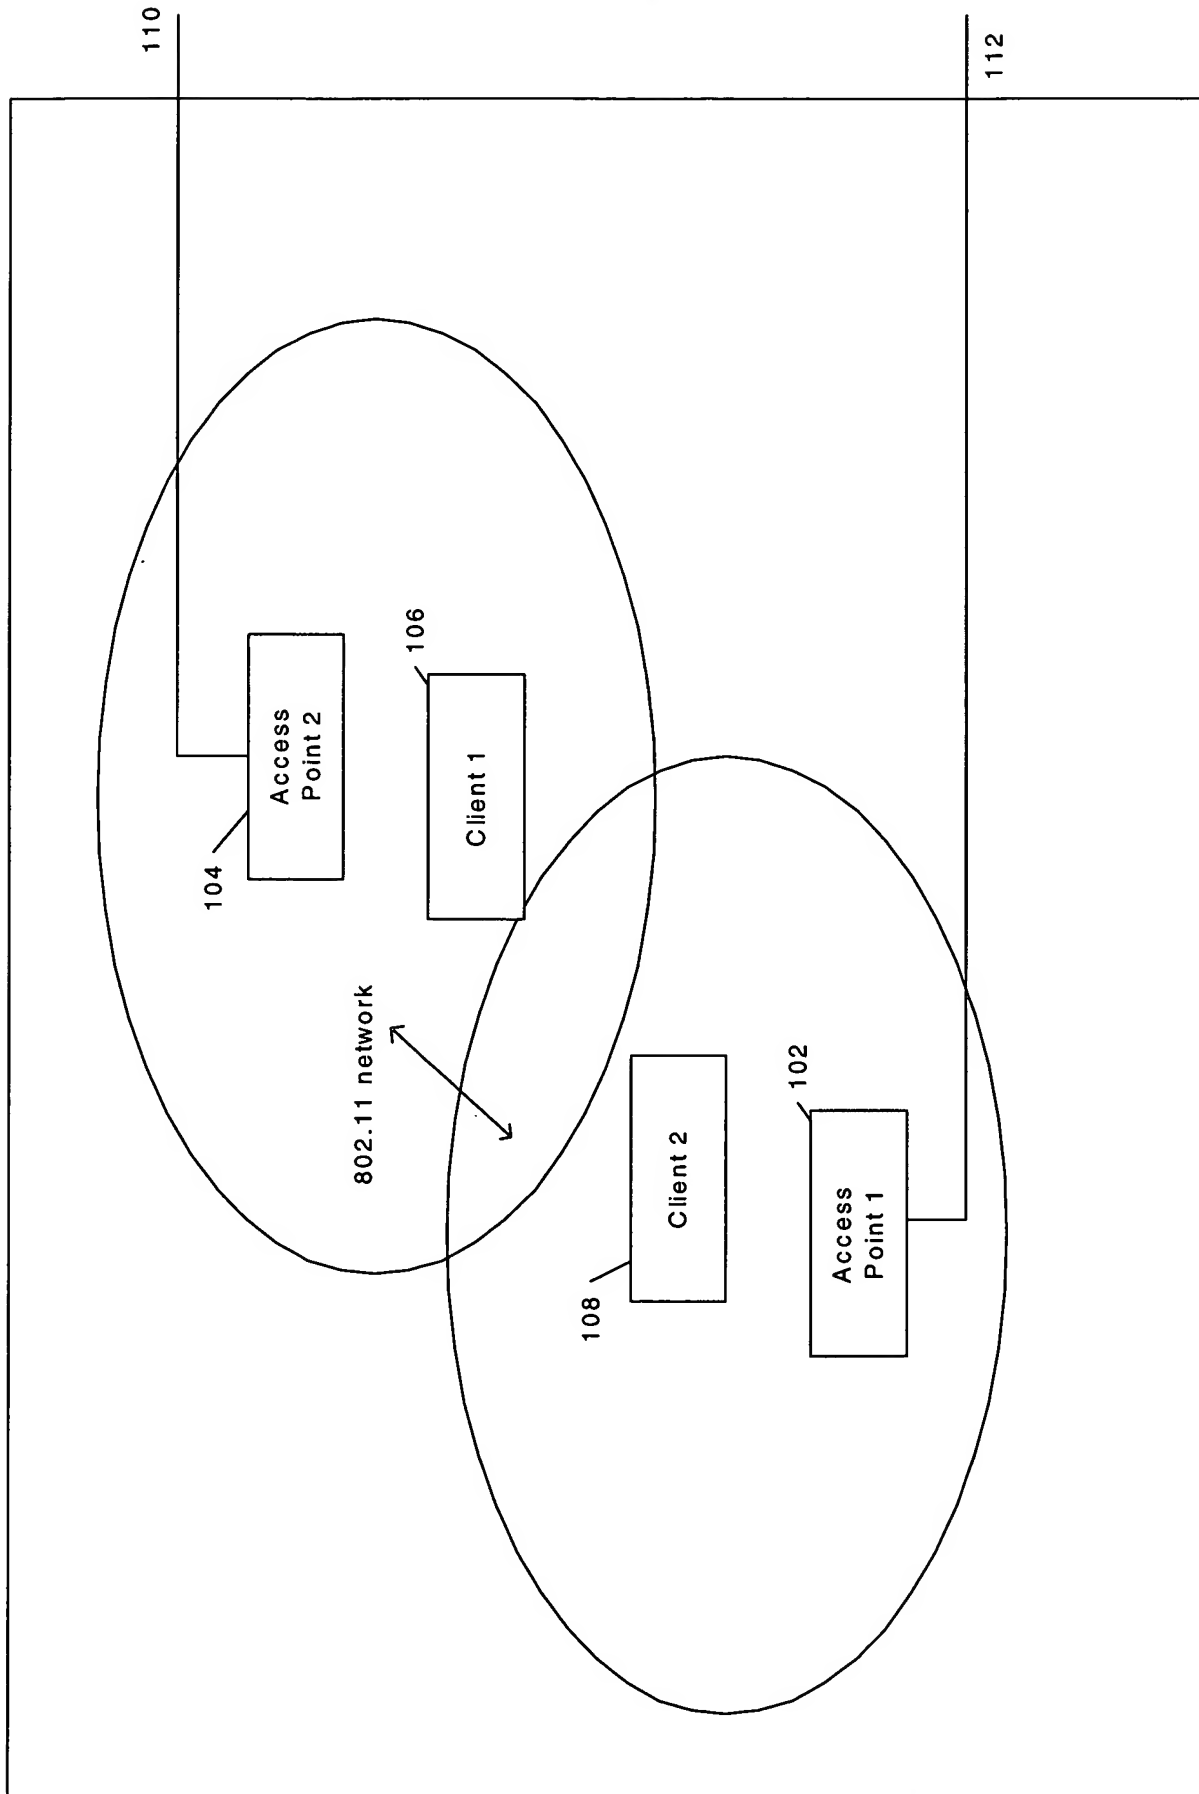 110
Access
Point 2
104
106
Client 1
802.11 network
Client 2
108
102
Access
Point 1
112